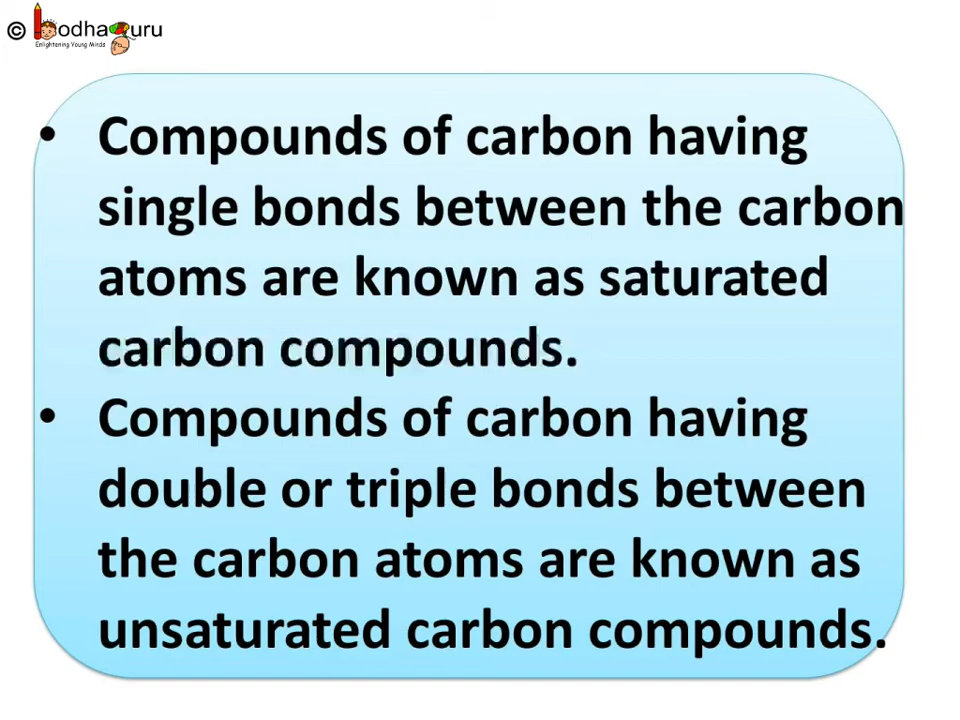 © BodhaGuru
Enlightening Young Minds
• Compounds of carbon having
single bonds between the carbon
atoms are known as saturated
carbon compounds.
• Compounds of carbon having
double or triple bonds between
the carbon atoms are known as
unsaturated carbon compounds.